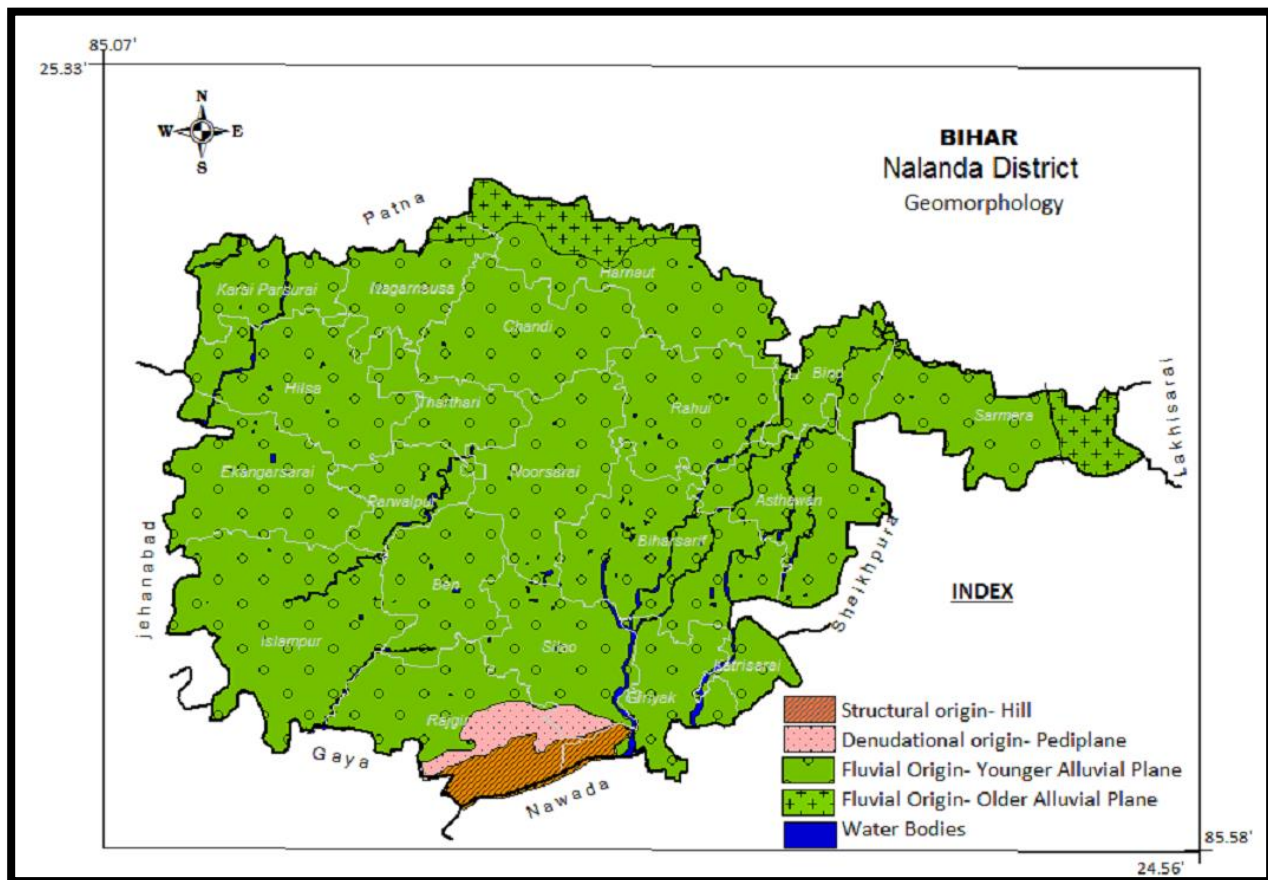 85.07'
25.33'
N
W E
S
BIHAR
Nalanda District
Geomorphology
Patna
Karai Parsurai
Nagarnausa
Harnaut
Chandi
Hilsa
Tharthari
Rahui
Bind
Sarmera
Lakhisarai
Ekangarsarai
Parwalpur
Noorsarai
Asthawan
Biharsarif
jehanabad
Ben
Sheikhpura
INDEX
Islampur
Silao
Katrisarai
Giriyak
Rajgir
Gaya
Nawada
Structural origin- Hill
Denudational origin- Pediplane
Fluvial Origin- Younger Alluvial Plane
Fluvial Origin- Older Alluvial Plane
Water Bodies
85.58'
24.56'